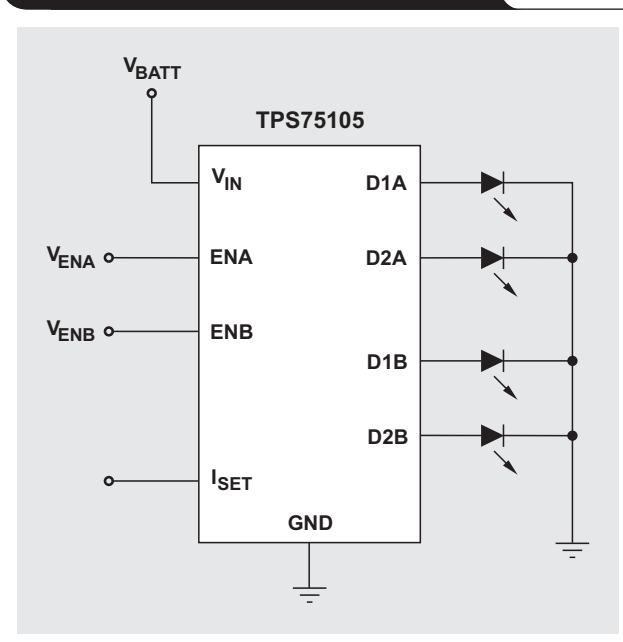 VBATT
TPS75105
VIN
D1A
VENA
ENA
D2A
VENB
ENB
D1B
D2B
ISET
GND